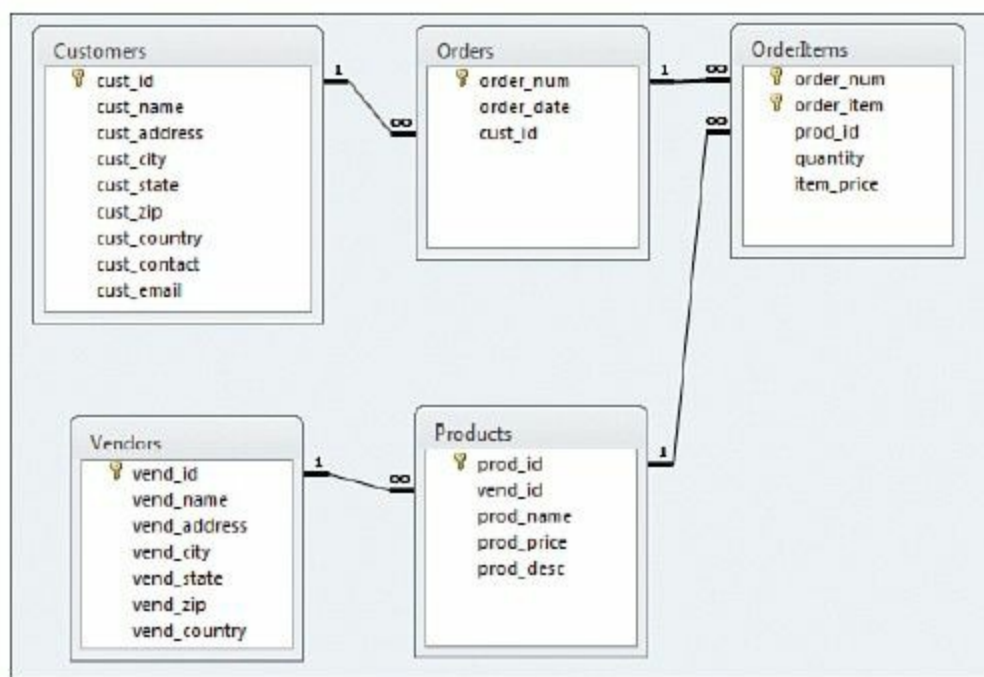 Customers
cust_id
cust_name
cust_address
cust_city
cust_state
cust_zip
cust_country
cust_contact
cust_email
1
∞
Orders
order_num
order_date
cust_id
1
∞
OrderItems
order_num
order_item
prod_id
quantity
item_price
∞
Vendors
vend_id
vend_name
vend_address
vend_city
vend_state
vend_zip
vend_country
1
∞
Products
prod_id
vend_id
prod_name
prod_price
prod_desc
1